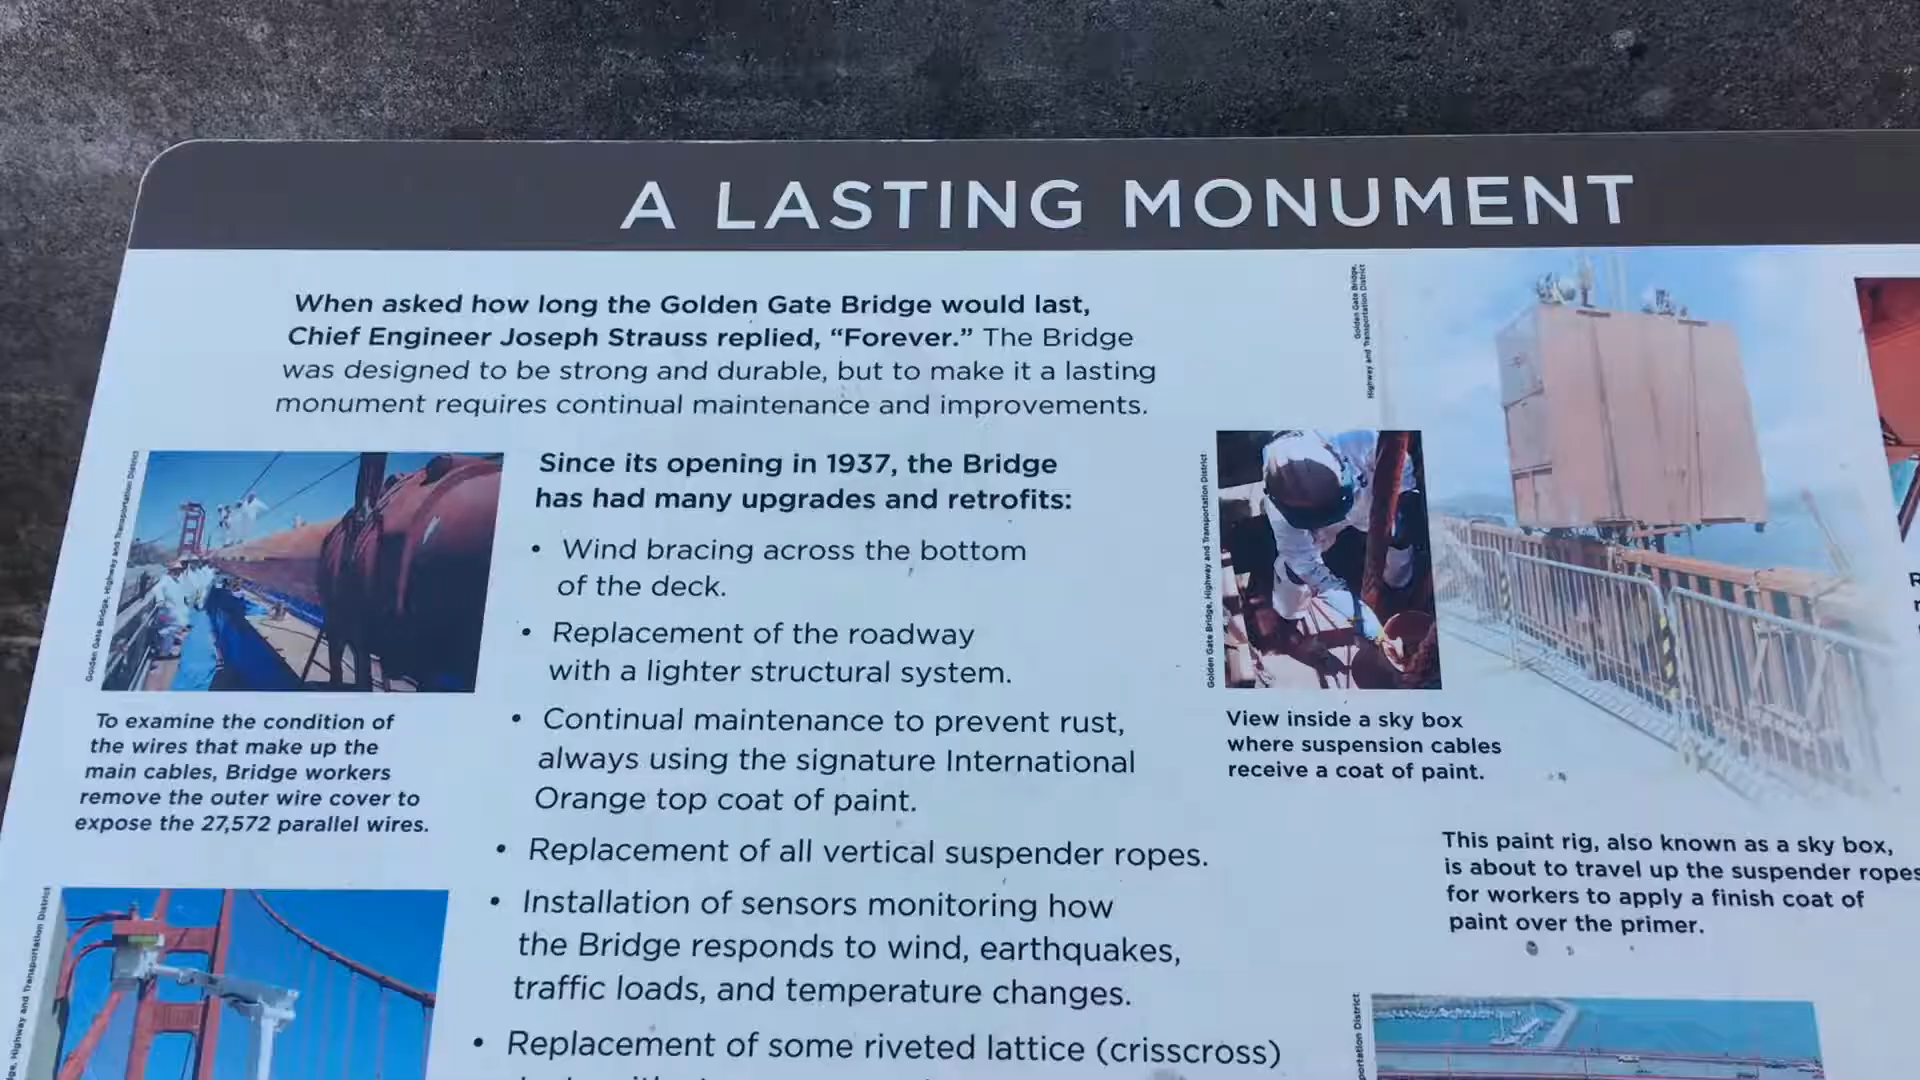 A LASTING MONUMENT
When asked how long the Golden Gate Bridge would last,
Chief Engineer Joseph Strauss replied, “Forever.” The Bridge
was designed to be strong and durable, but to make it a lasting
monument requires continual maintenance and improvements.
Golden Gate Bridge, Highway and Transportation District
To examine the condition of
the wires that make up the
main cables, Bridge workers
remove the outer wire cover to
expose the 27,572 parallel wires.
Since its opening in 1937, the Bridge
has had many upgrades and retrofits:
• Wind bracing across the bottom
of the deck.
• Replacement of the roadway
with a lighter structural system.
• Continual maintenance to prevent rust,
always using the signature International
Orange top coat of paint.
• Replacement of all vertical suspender ropes.
• Installation of sensors monitoring how
the Bridge responds to wind, earthquakes,
traffic loads, and temperature changes.
• Replacement of some riveted lattice (crisscross)
Golden Gate Bridge,
Highway and Transportation District
Golden Gate Bridge, Highway and Transportation District
View inside a sky box
where suspension cables
receive a coat of paint.
This paint rig, also known as a sky box,
is about to travel up the suspender ropes
for workers to apply a finish coat of
paint over the primer.
Highway and Transportation District
District